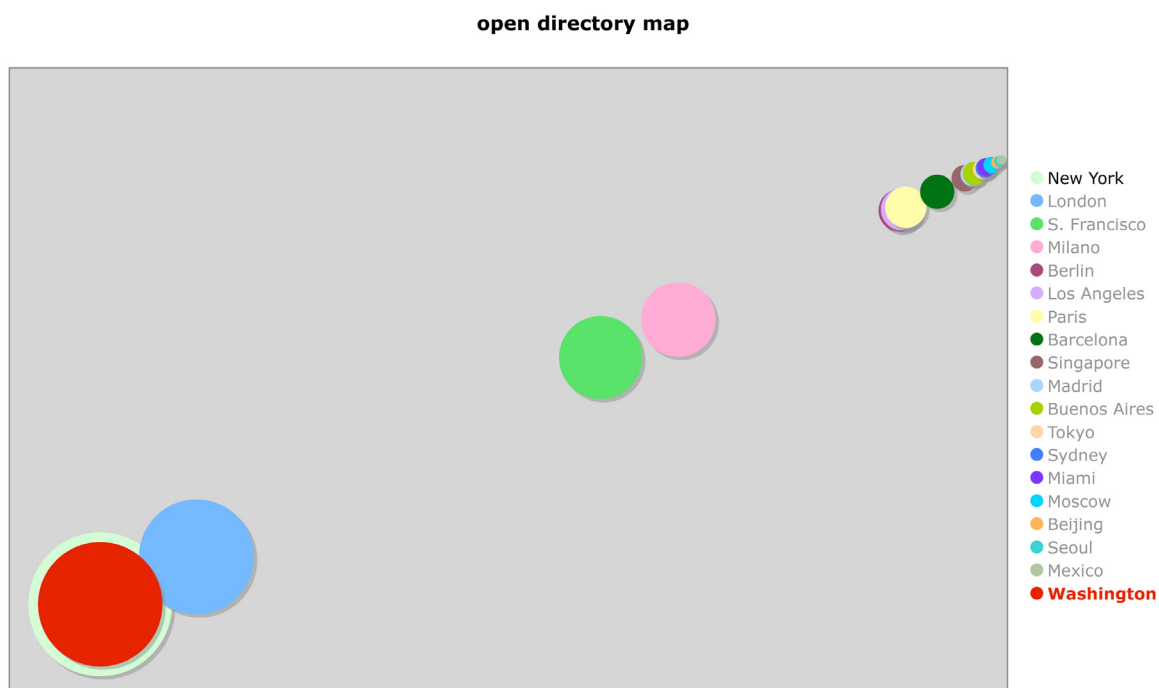 open directory map
New York
London
S. Francisco
Milano
Berlin
Los Angeles
Paris
Barcelona
Singapore
Madrid
Buenos Aires
Tokyo
Sydney
Miami
Moscow
Beijing
Seoul
Mexico
Washington